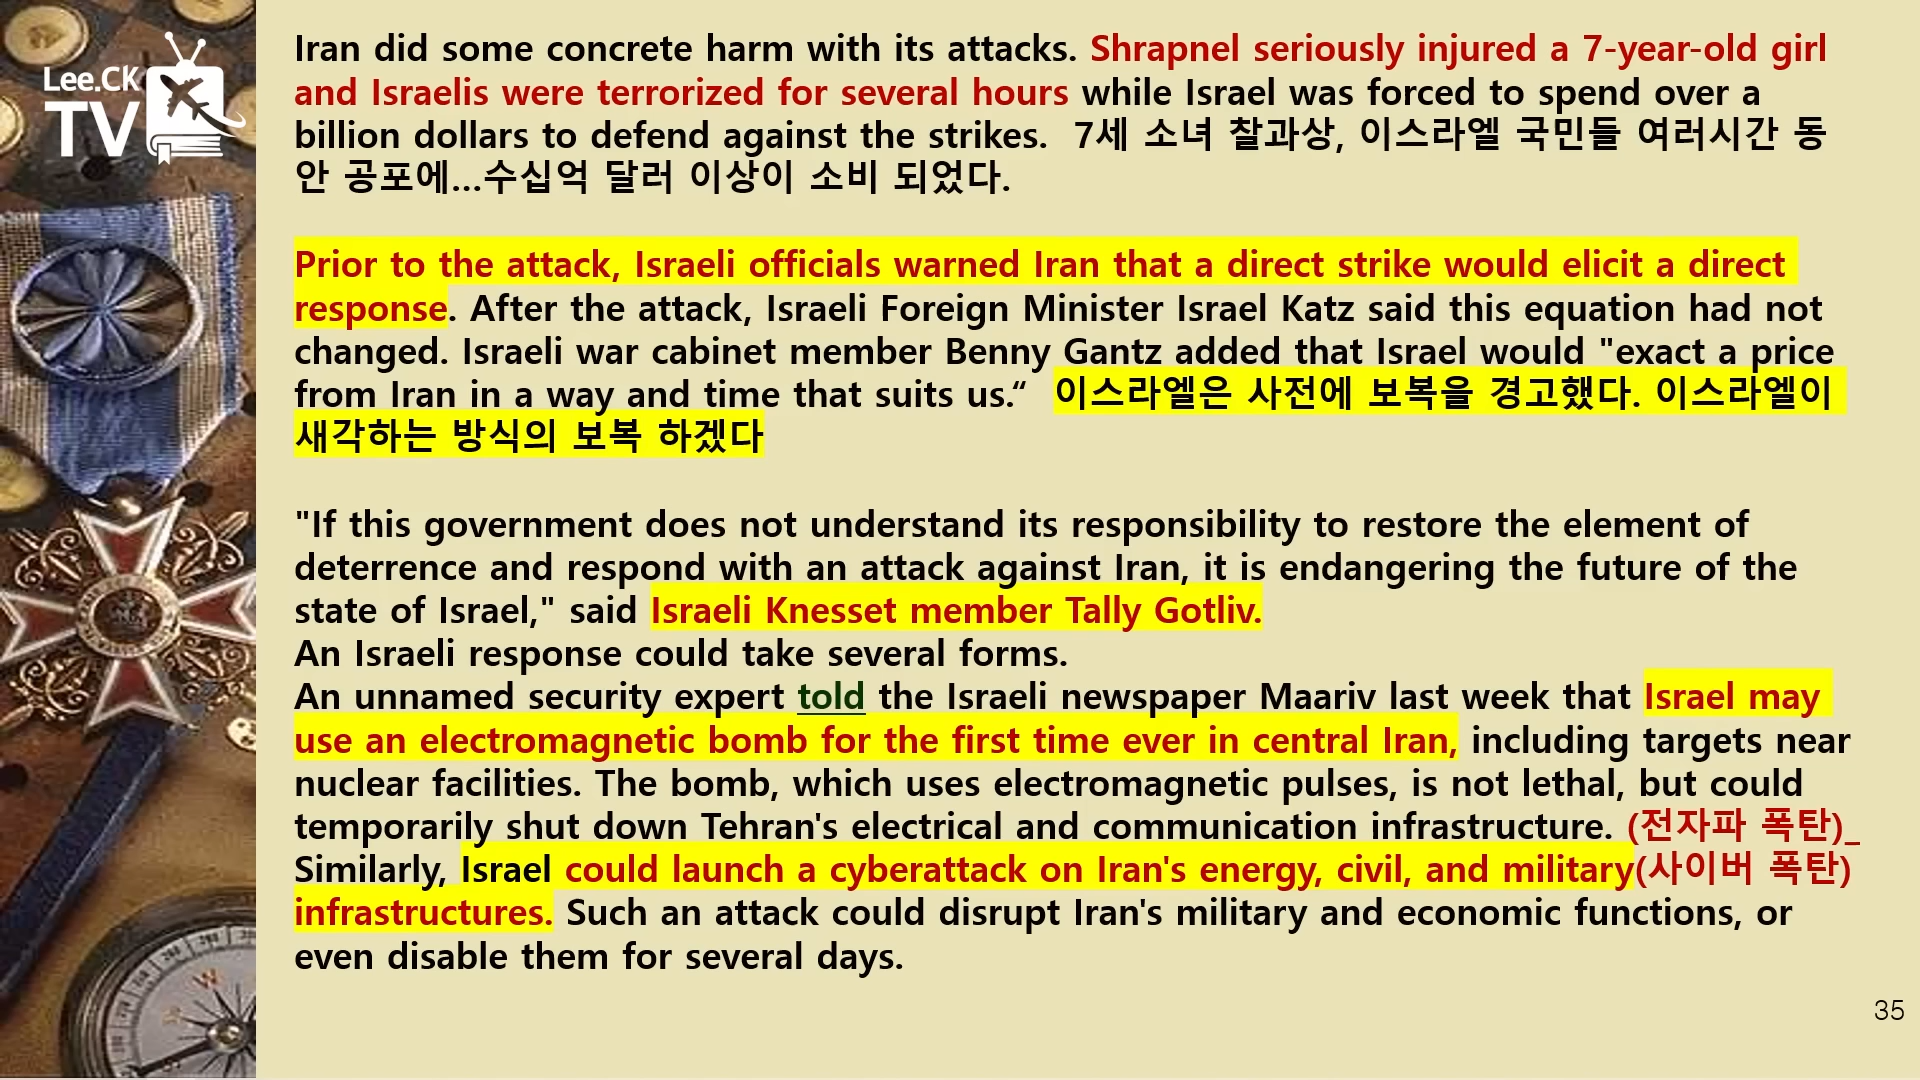 Lee.CK
TV
Iran did some concrete harm with its attacks. Shrapnel seriously injured a 7-year-old girl
and Israelis were terrorized for several hours while Israel was forced to spend over a
billion dollars to defend against the strikes.  7세 소녀 찰과상, 이스라엘 국민들 여러시간 동
안 공포에...수십억 달러 이상이 소비 되었다.
Prior to the attack, Israeli officials warned Iran that a direct strike would elicit a direct
response. After the attack, Israeli Foreign Minister Israel Katz said this equation had not
changed. Israeli war cabinet member Benny Gantz added that Israel would "exact a price
from Iran in a way and time that suits us.“  이스라엘은 사전에 보복을 경고했다. 이스라엘이
새각하는 방식의 보복 하겠다
"If this government does not understand its responsibility to restore the element of
deterrence and respond with an attack against Iran, it is endangering the future of the
state of Israel," said Israeli Knesset member Tally Gotliv.
An Israeli response could take several forms.
An unnamed security expert told the Israeli newspaper Maariv last week that Israel may
use an electromagnetic bomb for the first time ever in central Iran, including targets near
nuclear facilities. The bomb, which uses electromagnetic pulses, is not lethal, but could
temporarily shut down Tehran's electrical and communication infrastructure. (전자파 폭탄)_
Similarly, Israel could launch a cyberattack on Iran's energy, civil, and military(사이버 폭탄)
infrastructures. Such an attack could disrupt Iran's military and economic functions, or
even disable them for several days.
35